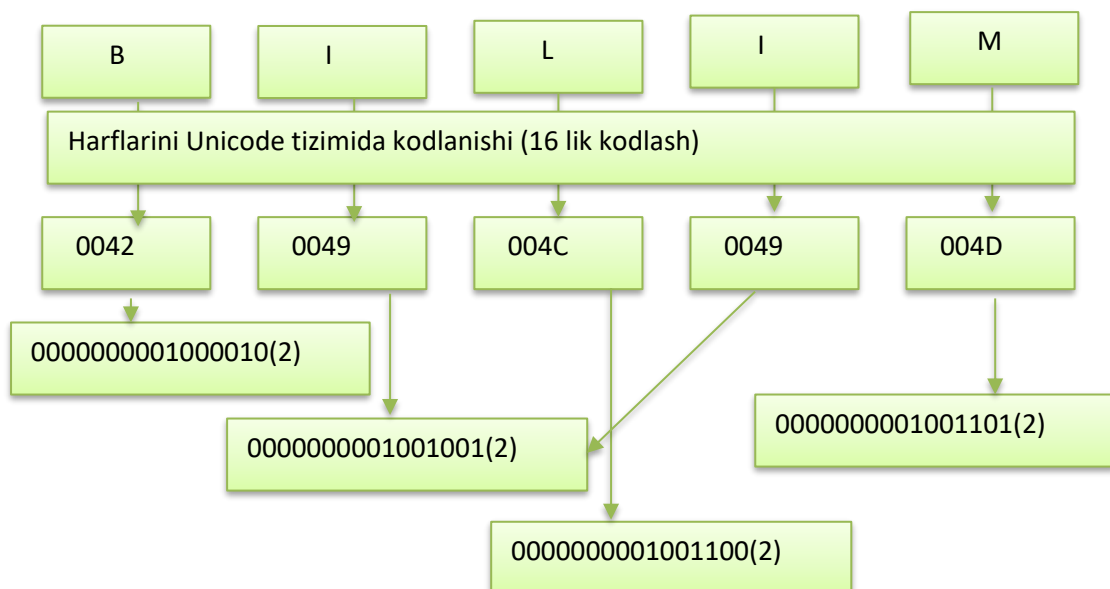 B
I
L
I
M
Harflarini Unicode tizimida kodlanishi (16 lik kodlash)
0042
0049
004C
0049
004D
0000000001000010(2)
0000000001001001(2)
0000000001001101(2)
0000000001001100(2)